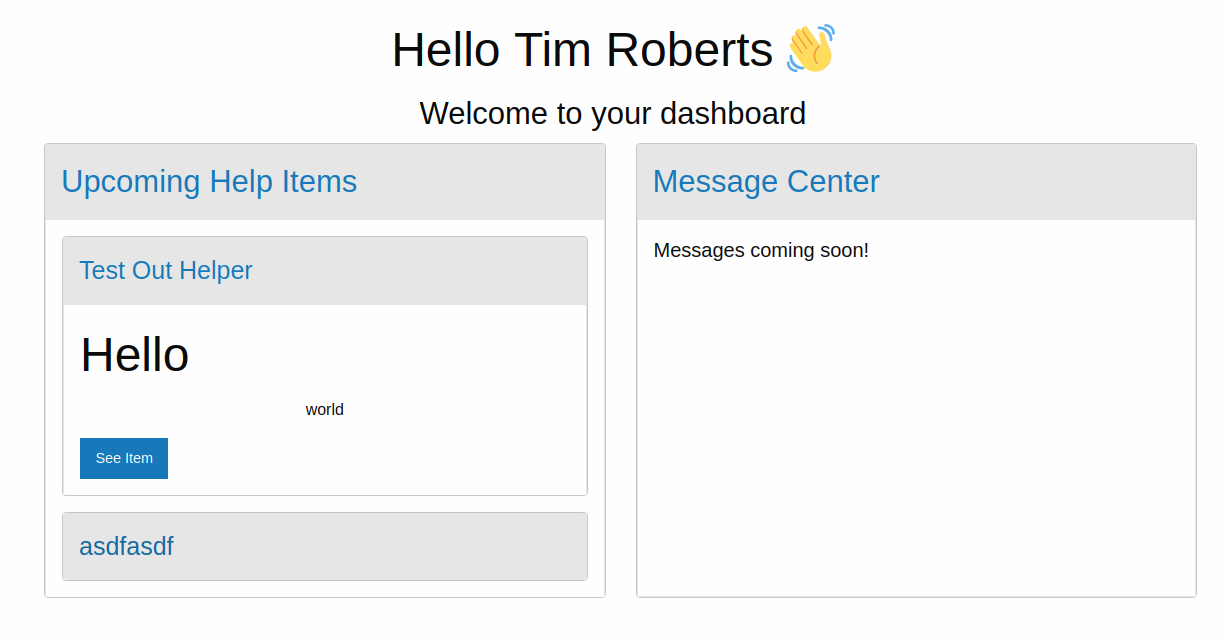 Hello Tim Roberts 👋
Welcome to your dashboard
Upcoming Help Items
Test Out Helper
Hello
world
See Item
asdfasdf
Message Center
Messages coming soon!